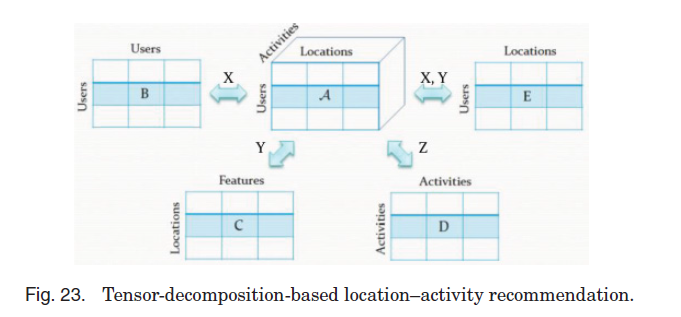 Users
Users
B
X
Activities
Locations
Users
A
X, Y
Locations
Users
E
Y
Z
Features
Locations
C
Activities
Activities
D
Fig. 23. Tensor-decomposition-based location–activity recommendation.